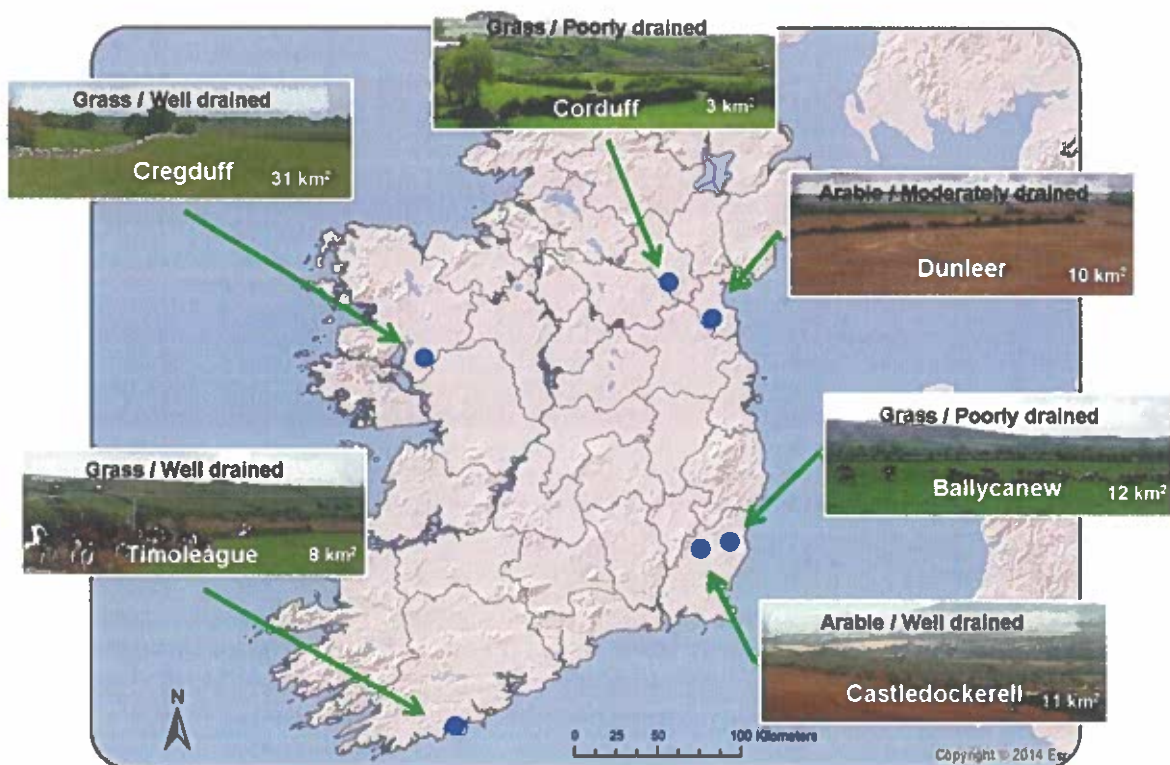 Grass / Poorly drained
Corduff
3 km²
Grass / Well drained
Cregduff
31 km²
Arable / Moderately drained
Dunleer
10 km²
Grass / Poorly drained
Ballycanew
12 km²
Grass / Well drained
Timoleague
8 km²
Arable / Well drained
Castledockerell
11 km²
N
0 25 50 100 Kilometers
Copyright © 2014